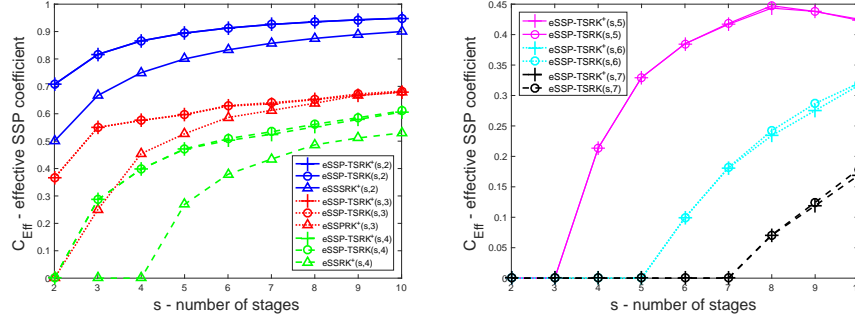 1
0.9
0.8
0.7
0.6
0.5
0.4
0.3
0.2
0.1
0
C_Eff - effective SSP coefficient
eSSP-TSRK⁺(s,2)
eSSP-TSRK(s,2)
eSSSRK⁺(s,2)
eSSP-TSRK⁺(s,3)
eSSP-TSRK(s,3)
eSSPRK⁺(s,3)
eSSP-TSRK⁺(s,4)
eSSP-TSRK(s,4)
eSSRK⁺(s,4)
2 3 4 5 6 7 8 9 10
s - number of stages
0.45
0.4
0.35
0.3
0.25
0.2
0.15
0.1
0.05
0
C_Eff - effective SSP coefficient
eSSP-TSRK⁺(s,5)
eSSP-TSRK(s,5)
eSSP-TSRK⁺(s,6)
eSSP-TSRK(s,6)
eSSP-TSRK⁺(s,7)
eSSP-TSRK(s,7)
2 3 4 5 6 7 8 9
s - number of stages